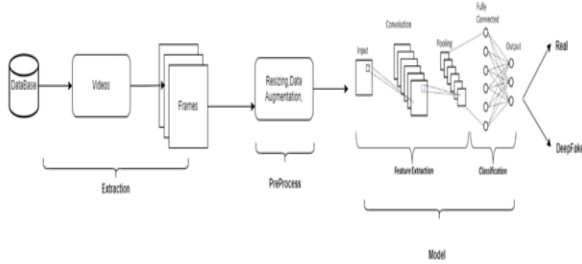 DataBase
Videos
Frames
Resizing,Data
Augmentation,
Input
Convolution
Pooling
Fully
Connected
Output
Real
DeepFake
Extraction
PreProcess
Feature Extraction
Classification
Model